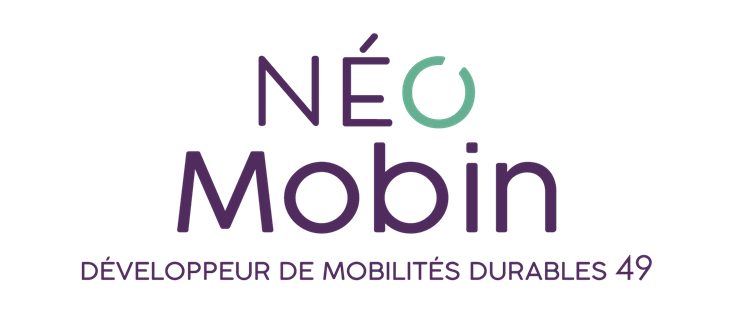 NÉO
Mobin
DÉVELOPPEUR DE MOBILITÉS DURABLES 49